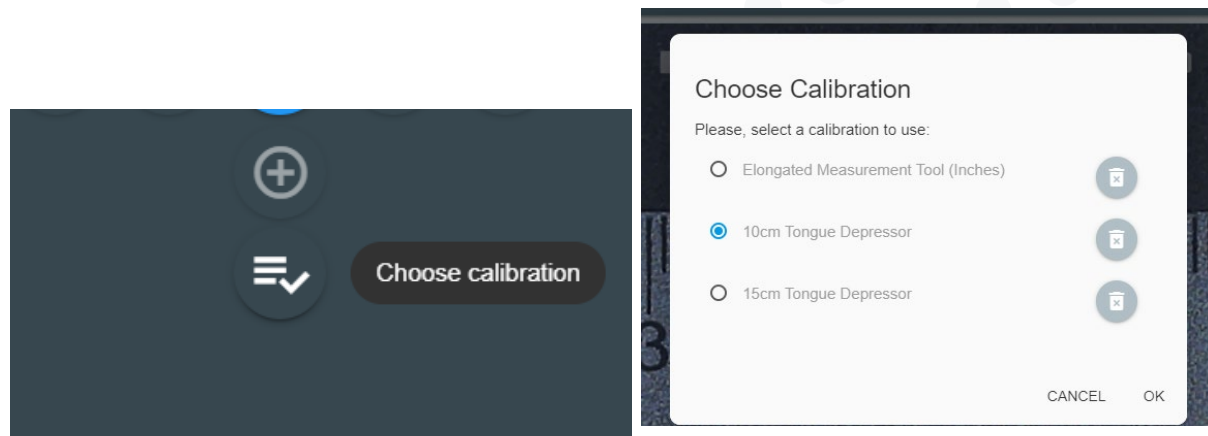 Choose calibration
Choose Calibration
Please, select a calibration to use:
Elongated Measurement Tool (Inches)
10cm Tongue Depressor
15cm Tongue Depressor
3
CANCEL OK